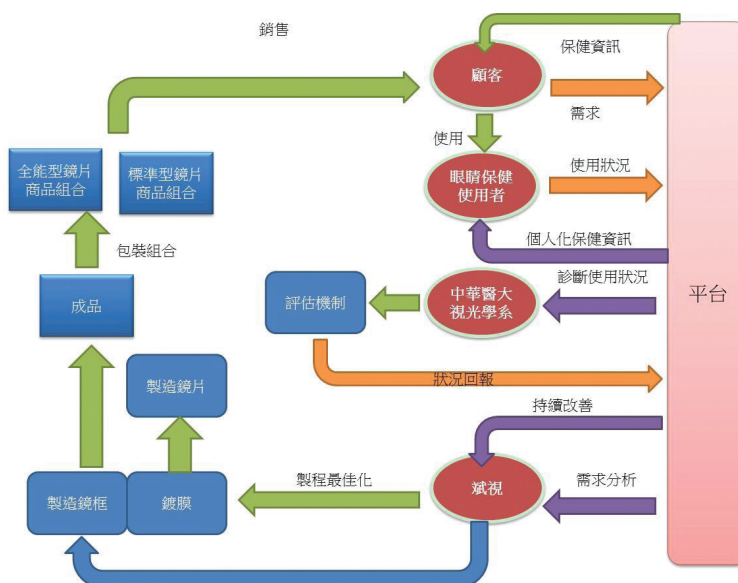 銷售
保健資訊
顧客
需求
使用
使用狀況
全能型鏡片
商品組合
標準型鏡片
商品組合
眼睛保健
使用者
個人化保健資訊
包裝組合
診斷使用狀況
中華醫大
視光學系
平台
成品
評估機制
狀況回報
製造鏡片
持續改善
製程最佳化
斌視
需求分析
製造鏡框
鍍膜